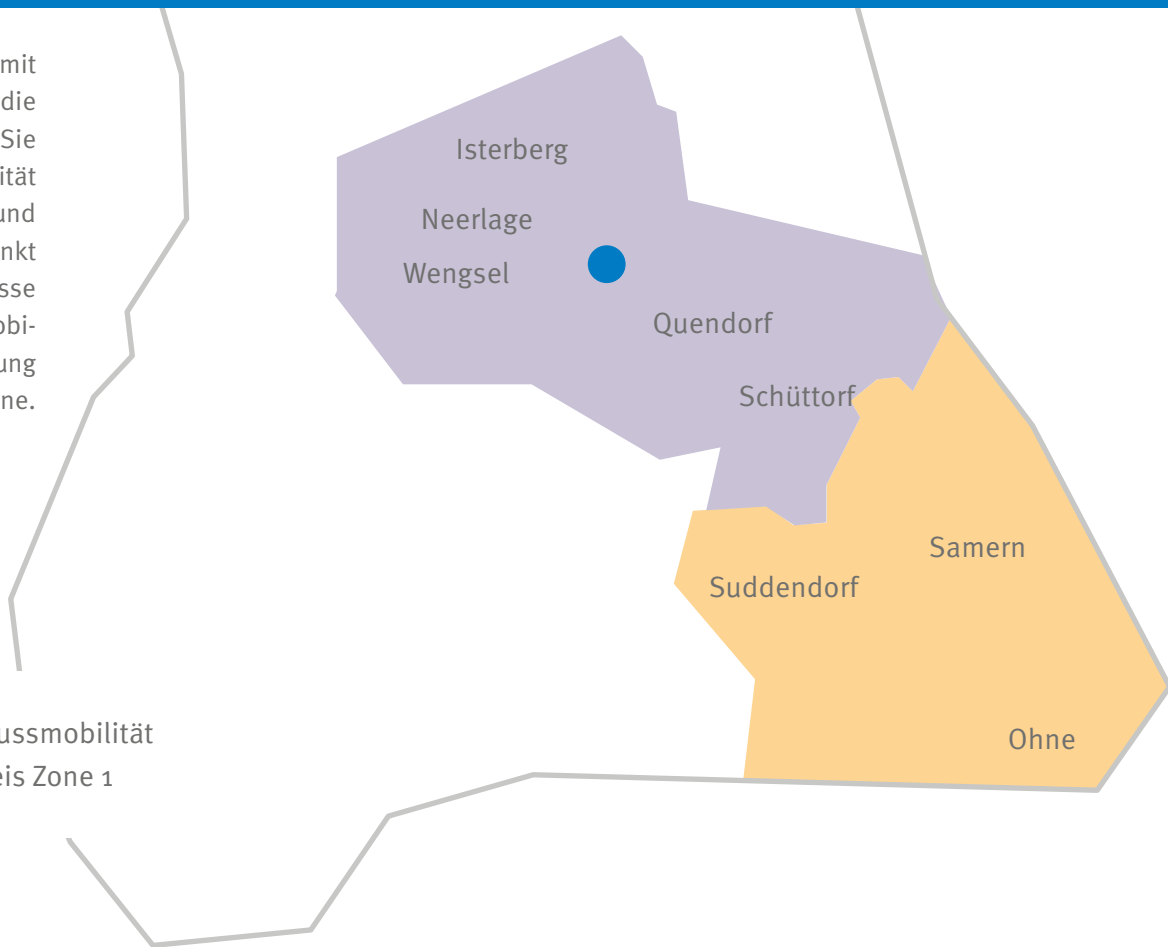 mit
die
Sie
ität
und
nkt
sse
obi-
ung
ne.
Isterberg
Neerlage
Wengsel
Quendorf
Schüttorf
Samern
Suddendorf
Ohne
ussmobilität
eis Zone 1